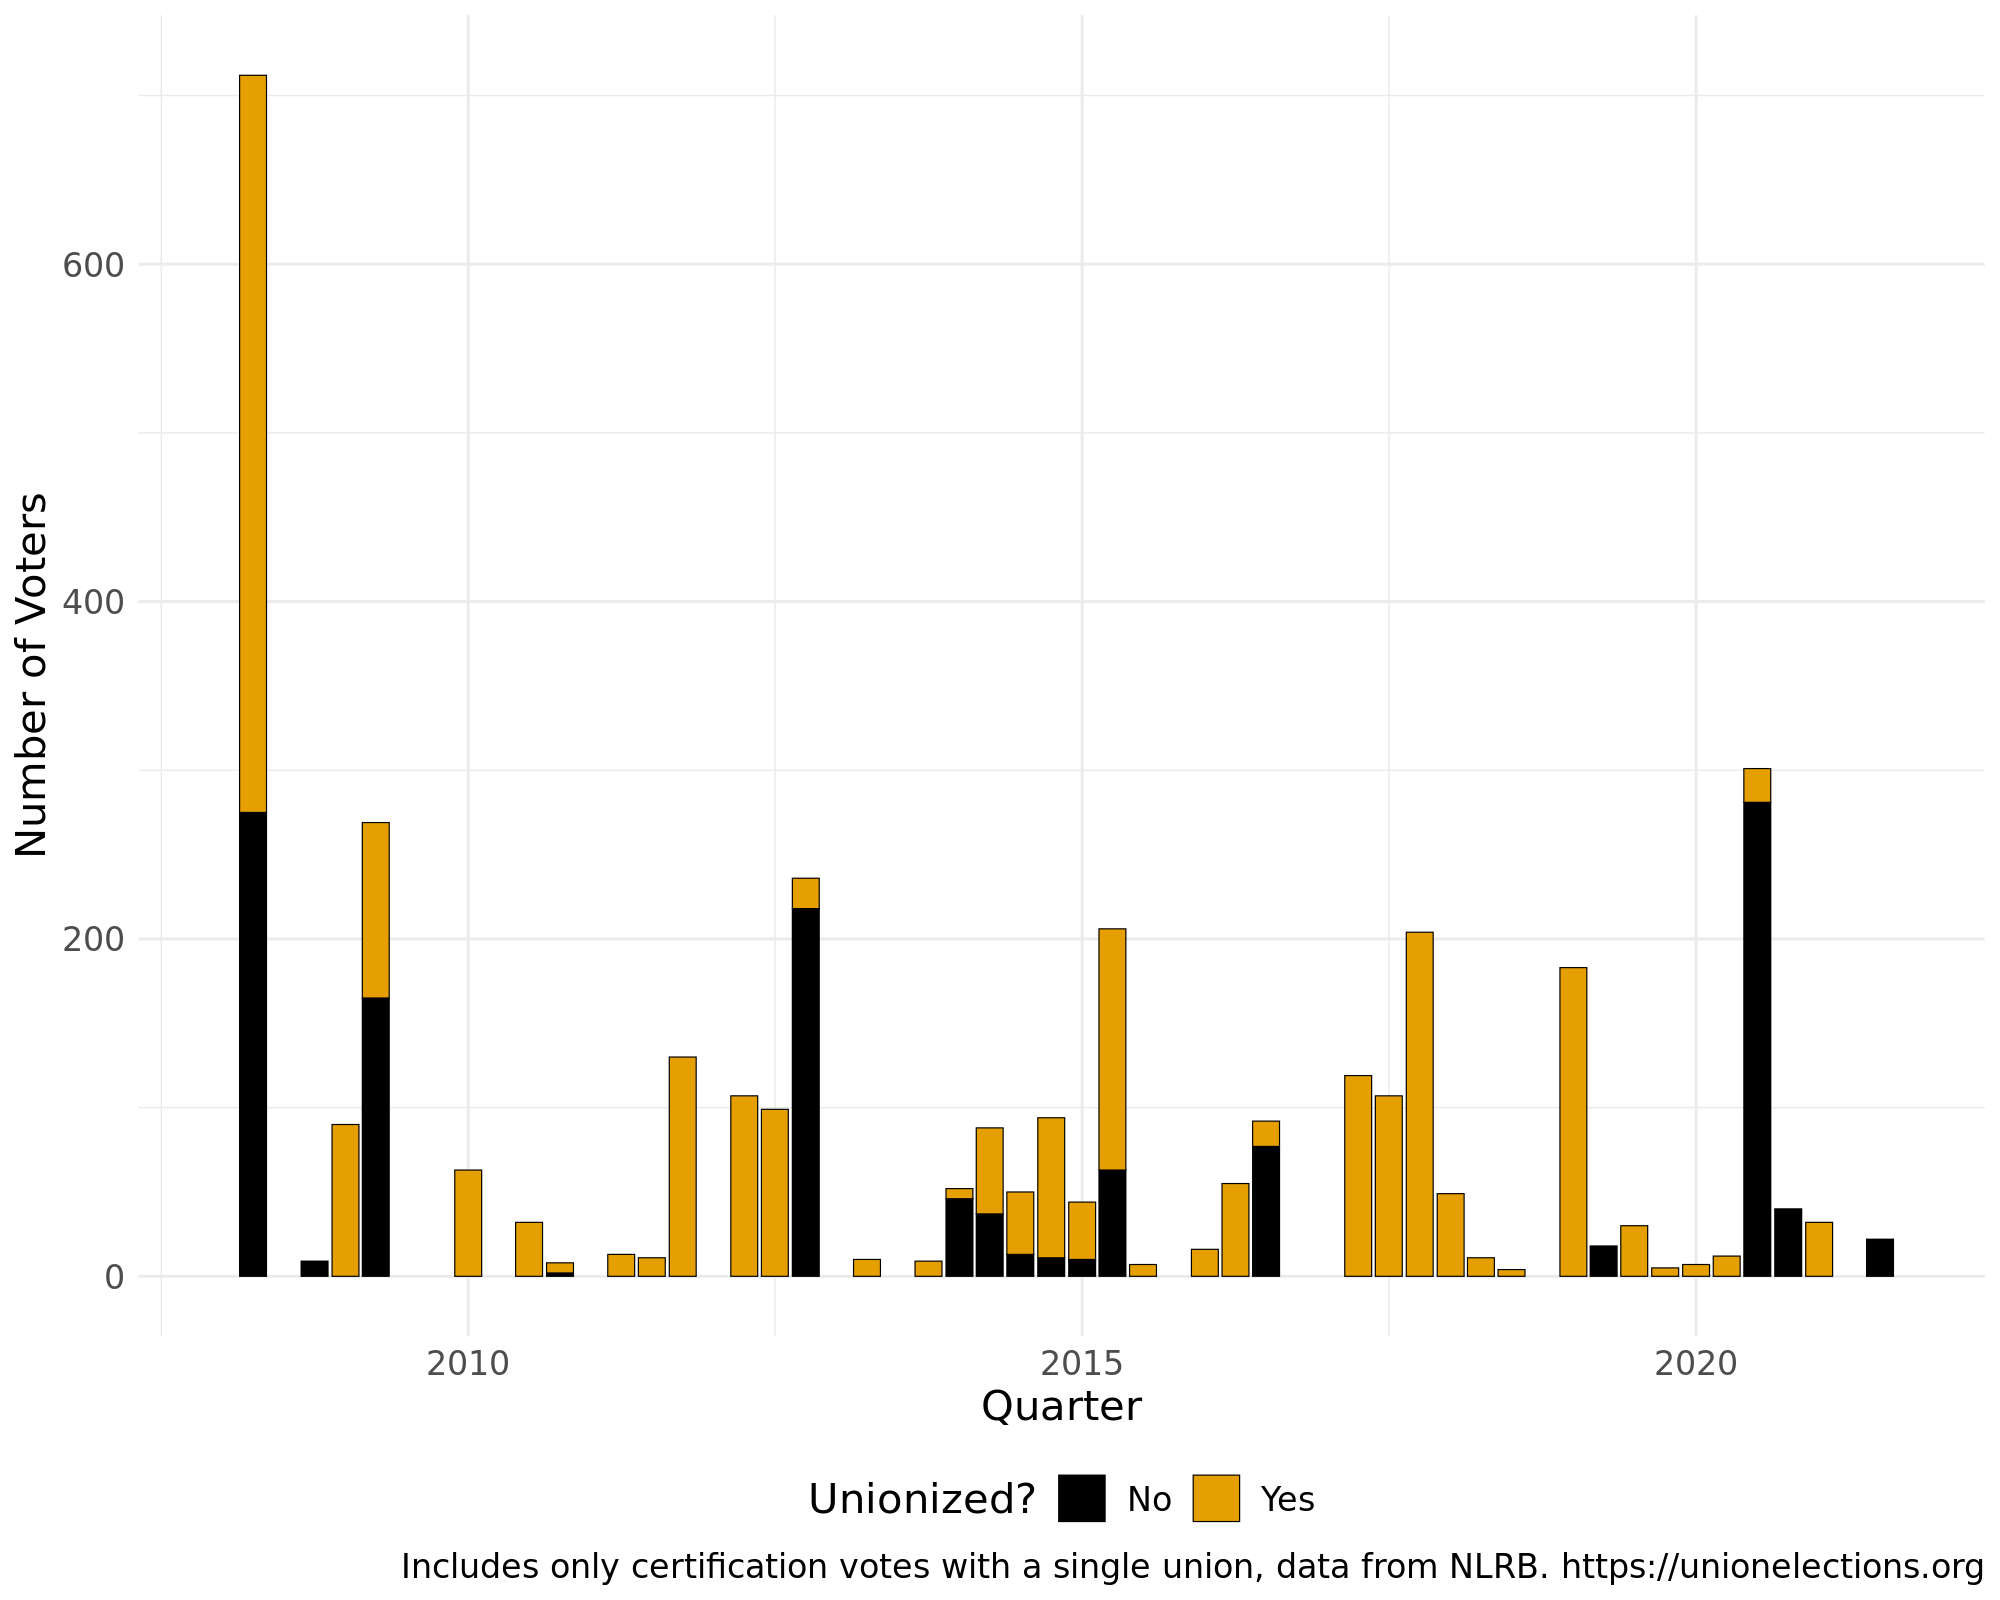 Number of Voters
600
400
200
0
2010 2015 2020
Quarter
Unionized? No Yes
Includes only certification votes with a single union, data from NLRB. https://unionelections.org